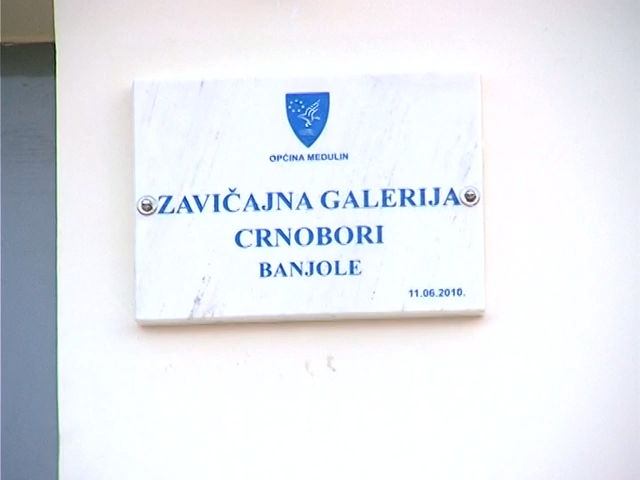 OPĆINA MEDULIN
ZAVIČAJNA GALERIJA
CRNOBORI
BANJOLE
11.06.2010.